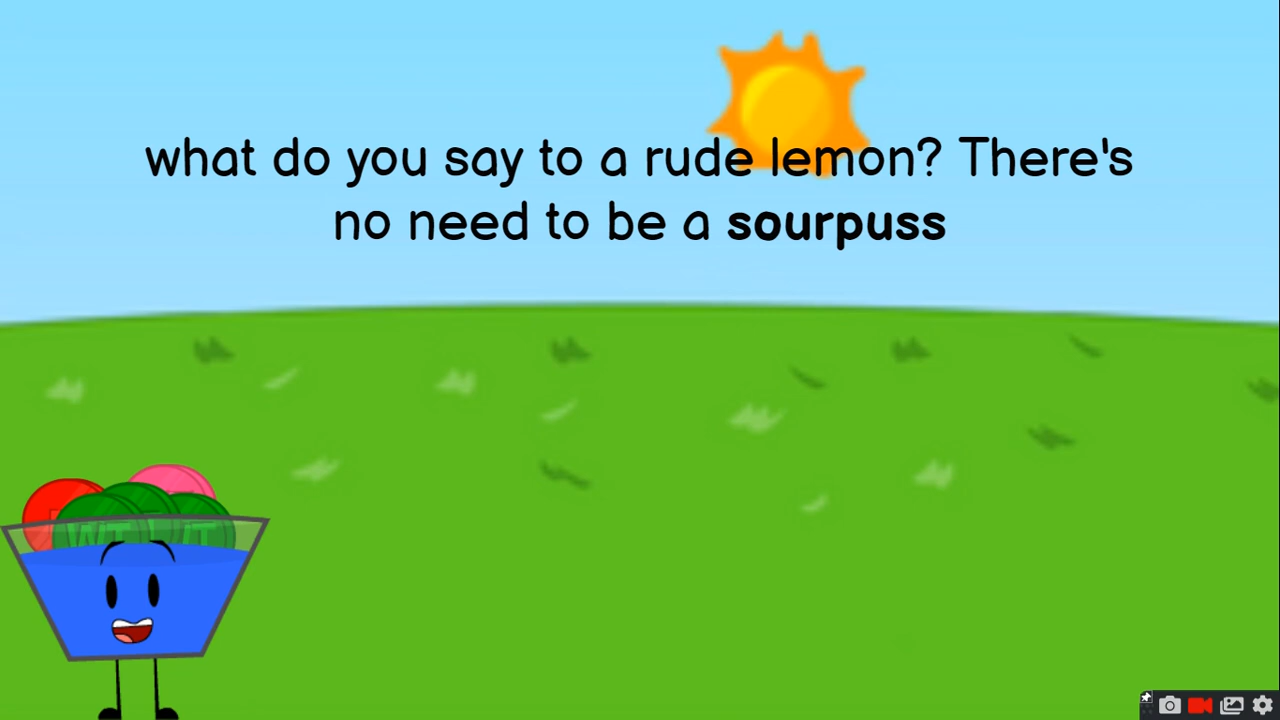 what do you say to a rude lemon? There's
no need to be a sourpuss